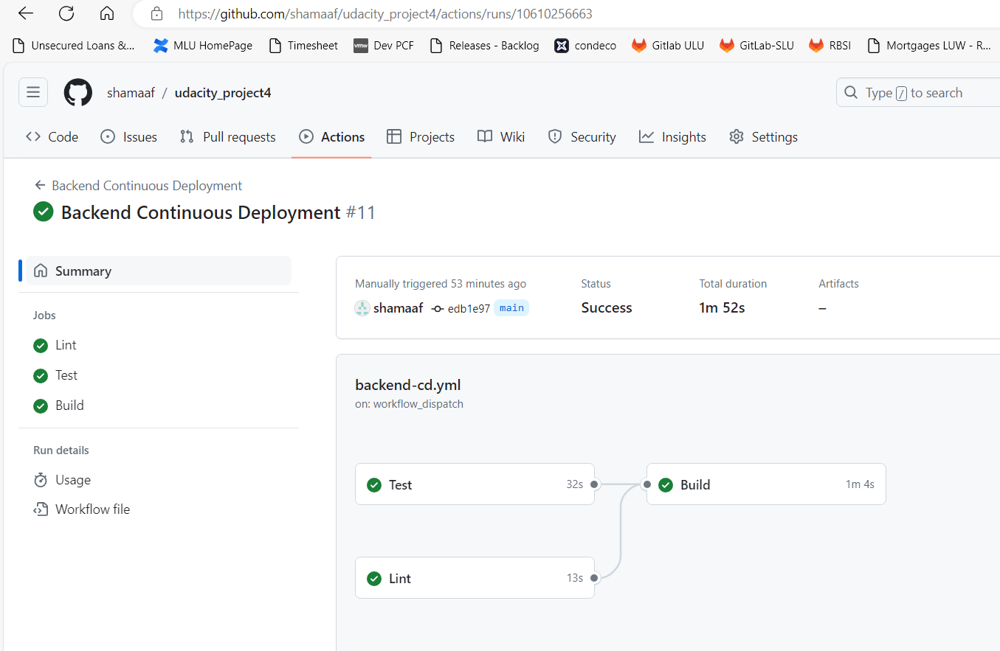 https://github.com/shamaaf/udacity_project4/actions/runs/10610256663
Unsecured Loans &... MLU HomePage Timesheet vmw Dev PCF Releases - Backlog condeco Gitlab ULU GitLab-SLU RBSI Mortgages LUW - R...
shamaaf / udacity_project4 Type / to search
Code Issues Pull requests Actions Projects Wiki Security Insights Settings
Backend Continuous Deployment
Backend Continuous Deployment #11
Summary
Jobs
Lint
Test
Build
Run details
Usage
Workflow file
Manually triggered 53 minutes ago Status Total duration Artifacts
shamaaf edb1e97 main Success 1m 52s –
backend-cd.yml
on: workflow_dispatch
Test 32s Build 1m 4s
Lint 13s